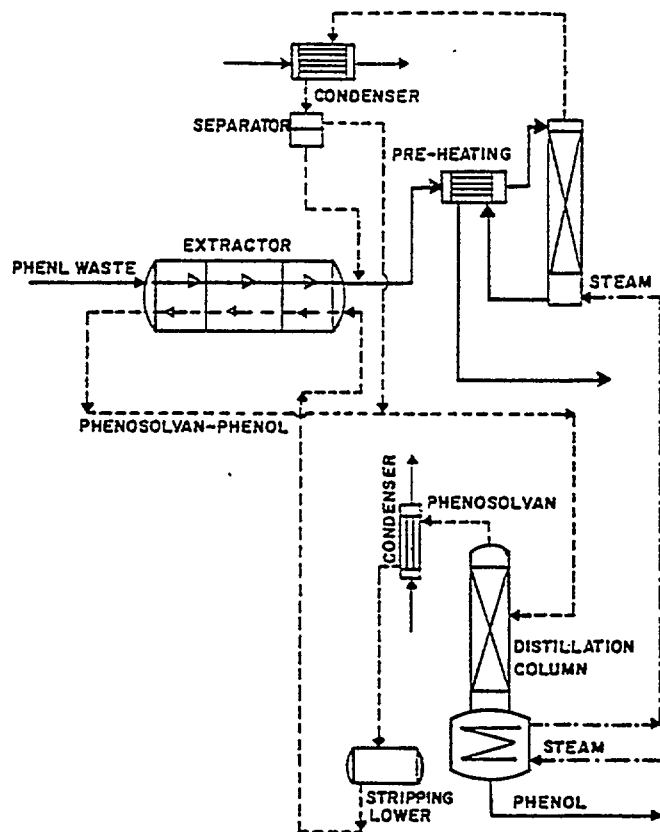 CONDENSER
SEPARATOR
PRE-HEATING
EXTRACTOR
PHENL WASTE
STEAM
PHENOSOLVAN-PHENOL
CONDENSER
PHENOSOLVAN
DISTILLATION
COLUMN
STEAM
STRIPPING
LOWER
PHENOL